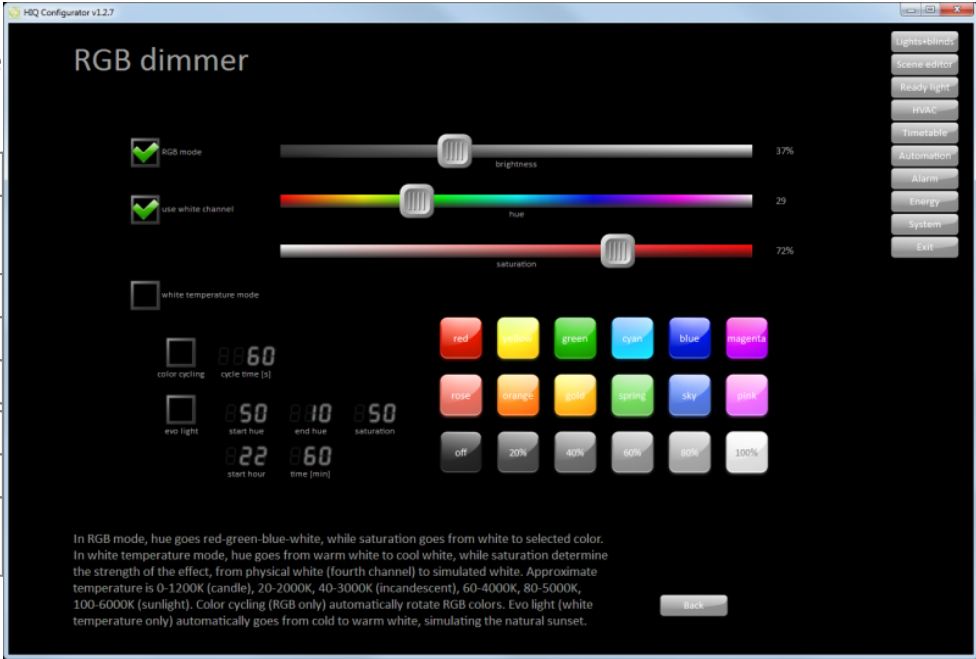 HIQ Configurator v1.2.7
RGB dimmer
Lights+blinds
Scene editor
Ready light
HVAC
Timetable
Automation
Alarm
Energy
System
Exit
RGB mode
brightness
37%
use white channel
hue
29
saturation
72%
white temperature mode
red
yellow
green
cyan
blue
magenta
color cycling
60
cycle time [s]
rose
orange
gold
spring
sky
pink
evo light
50
start hue
10
end hue
50
saturation
off
20%
40%
60%
80%
100%
22
start hour
60
time [min]
In RGB mode, hue goes red-green-blue-white, while saturation goes from white to selected color.
In white temperature mode, hue goes from warm white to cool white, while saturation determine
the strength of the effect, from physical white (fourth channel) to simulated white. Approximate
temperature is 0-1200K (candle), 20-2000K, 40-3000K (incandescent), 60-4000K, 80-5000K,
100-6000K (sunlight). Color cycling (RGB only) automatically rotate RGB colors. Evo light (white
temperature only) automatically goes from cold to warm white, simulating the natural sunset.
Back